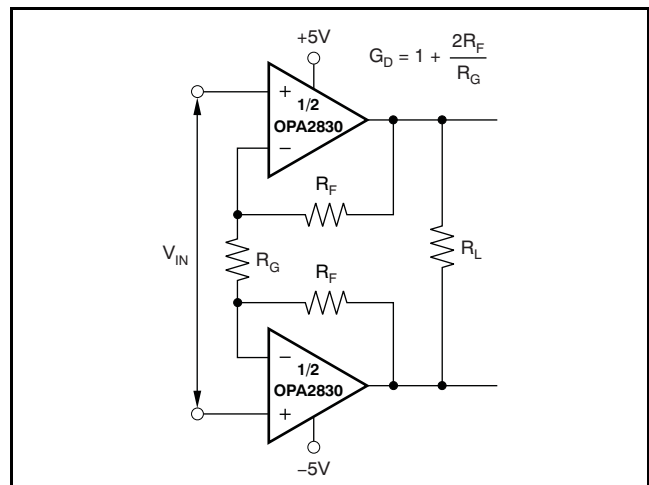 +5V
G_D = 1 + 2R_F / R_G
+
1/2
OPA2830
−
R_F
V_IN
R_G
R_L
R_F
−
1/2
OPA2830
+
−5V